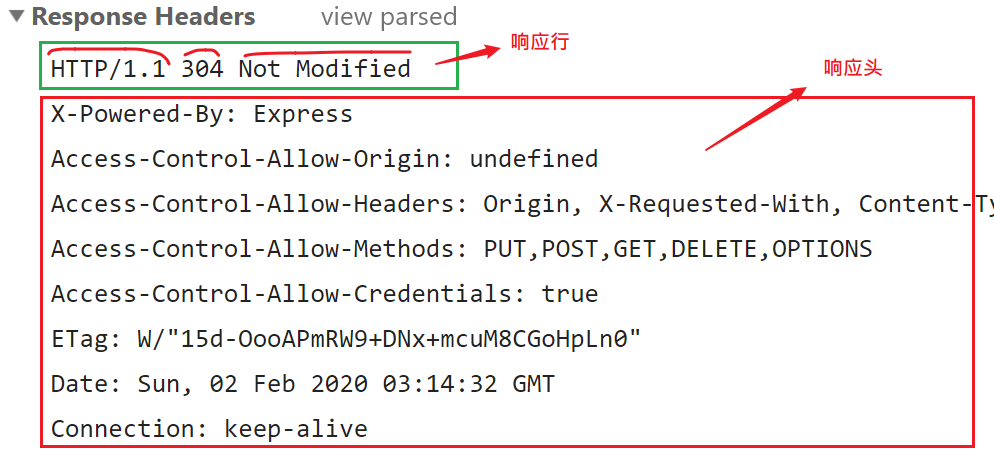 Response Headers view parsed
响应行
HTTP/1.1 304 Not Modified
响应头
X-Powered-By: Express
Access-Control-Allow-Origin: undefined
Access-Control-Allow-Headers: Origin, X-Requested-With, Content-Ty
Access-Control-Allow-Methods: PUT,POST,GET,DELETE,OPTIONS
Access-Control-Allow-Credentials: true
ETag: W/"15d-OooAPmRW9+DNx+mcuM8CGoHpLn0"
Date: Sun, 02 Feb 2020 03:14:32 GMT
Connection: keep-alive